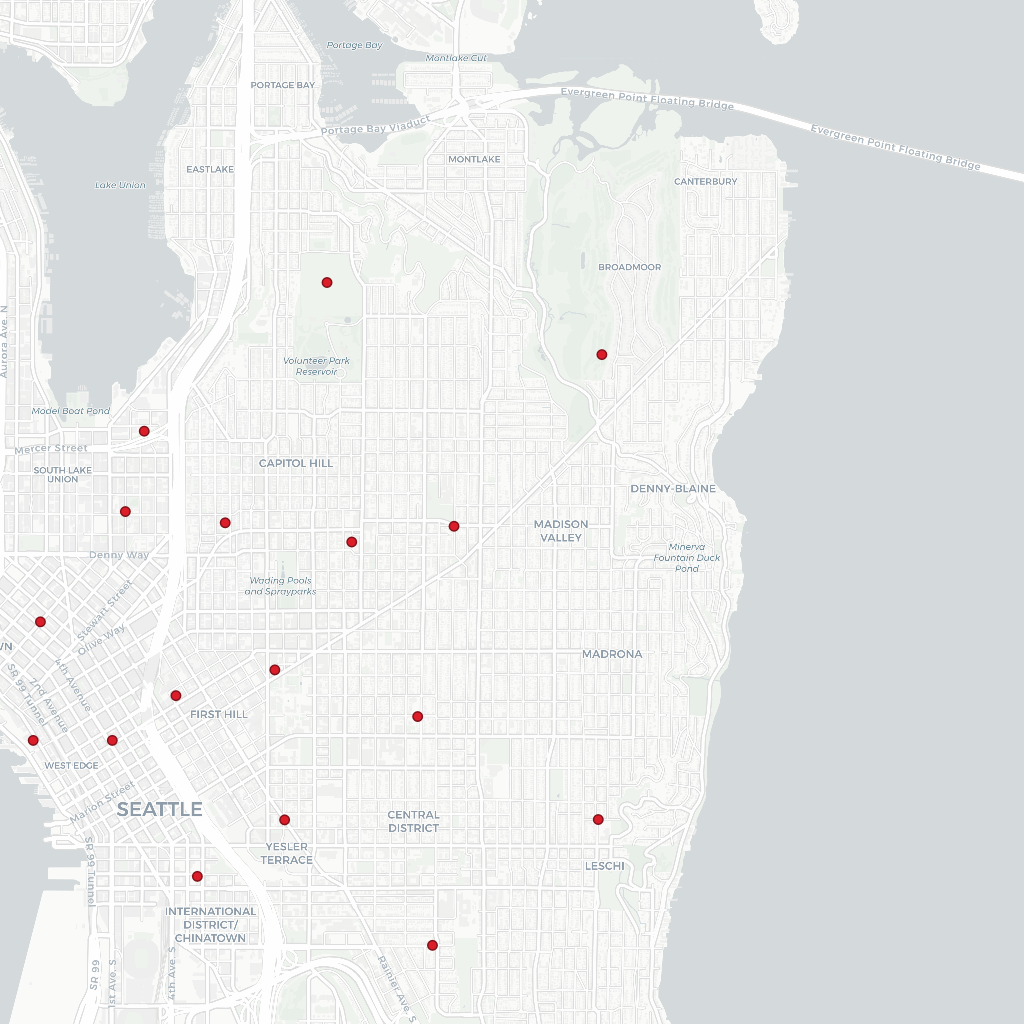 Portage Bay
Montlake Cut
PORTAGE BAY
Evergreen Point Floating Bridge
Portage Bay Viaduct
Evergreen Point Floating Bridge
MONTLAKE
EASTLAKE
CANTERBURY
Lake Union
BROADMOOR
Aurora Ave. N
Volunteer Park
Reservoir
Model Boat Pond
Mercer Street
CAPITOL HILL
SOUTH LAKE
UNION
DENNY-BLAINE
MADISON
VALLEY
Denny Way
Minerva
Fountain Duck
Pond
Wading Pools
and Sprayparks
Stewart Street
Olive Way
WN
MADRONA
4th Avenue
SR 99 Tunnel
2nd Avenue
FIRST HILL
WEST EDGE
Marion Street
SEATTLE
CENTRAL
DISTRICT
YESLER
TERRACE
SR 99 Tunnel
LESCHI
INTERNATIONAL
DISTRICT/
CHINATOWN
SR 99
1st Ave. S
4th Ave. S
Rainier Ave. S